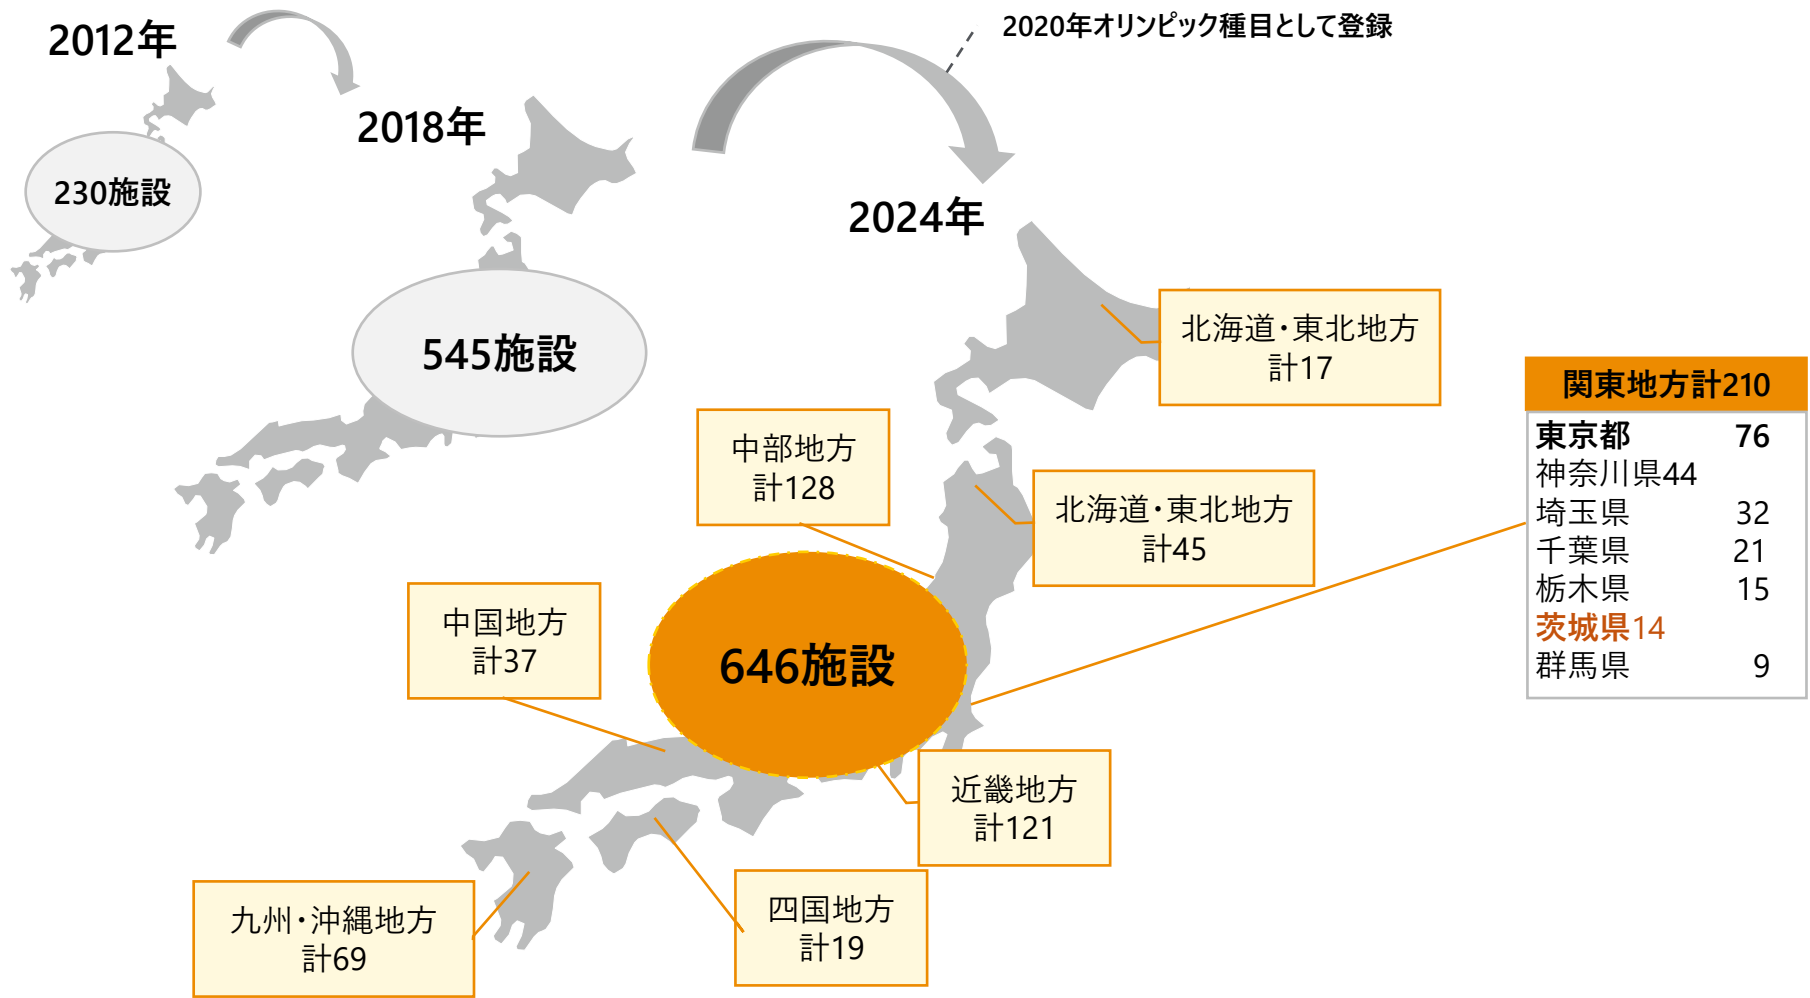 2012年
230施設
2018年
545施設
2020年オリンピック種目として登録
2024年
646施設
北海道・東北地方
計17
北海道・東北地方
計45
中部地方
計128
中国地方
計37
近畿地方
計121
四国地方
計19
九州・沖縄地方
計69
関東地方計210
東京都 76
神奈川県44
埼玉県 32
千葉県 21
栃木県 15
茨城県14
群馬県 9